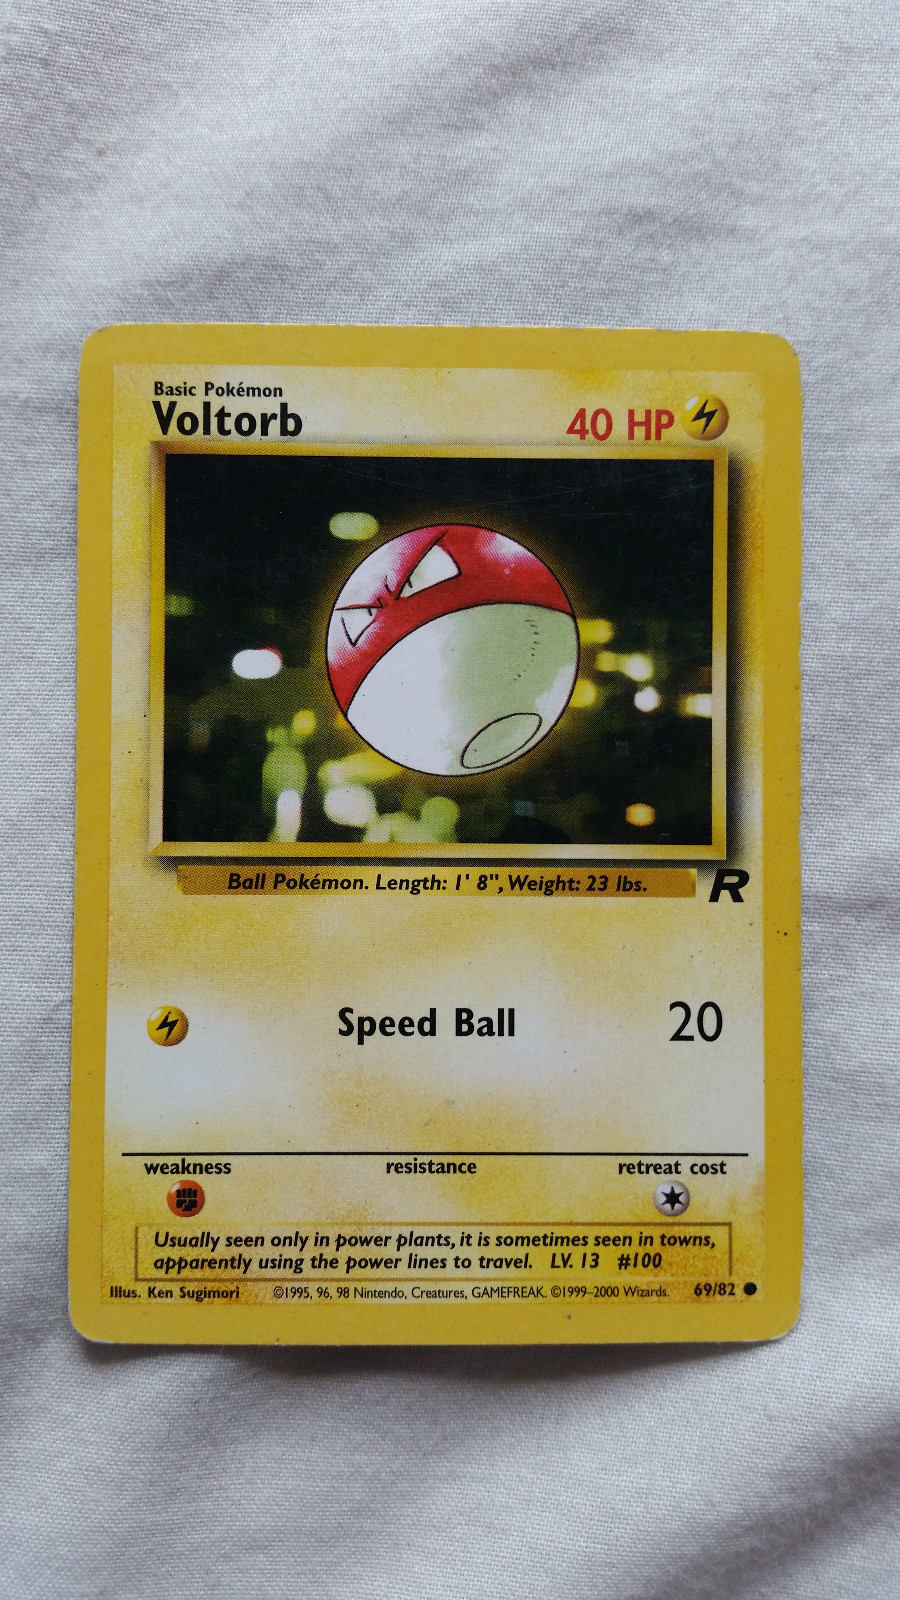 Basic Pokémon
Voltorb
40 HP
Ball Pokémon. Length: 1' 8", Weight: 23 lbs.
R
Speed Ball 20
weakness resistance retreat cost
Usually seen only in power plants, it is sometimes seen in towns,
apparently using the power lines to travel. LV. 13 #100
Illus. Ken Sugimori ©1995, 96, 98 Nintendo, Creatures, GAMEFREAK. ©1999–2000 Wizards. 69/82